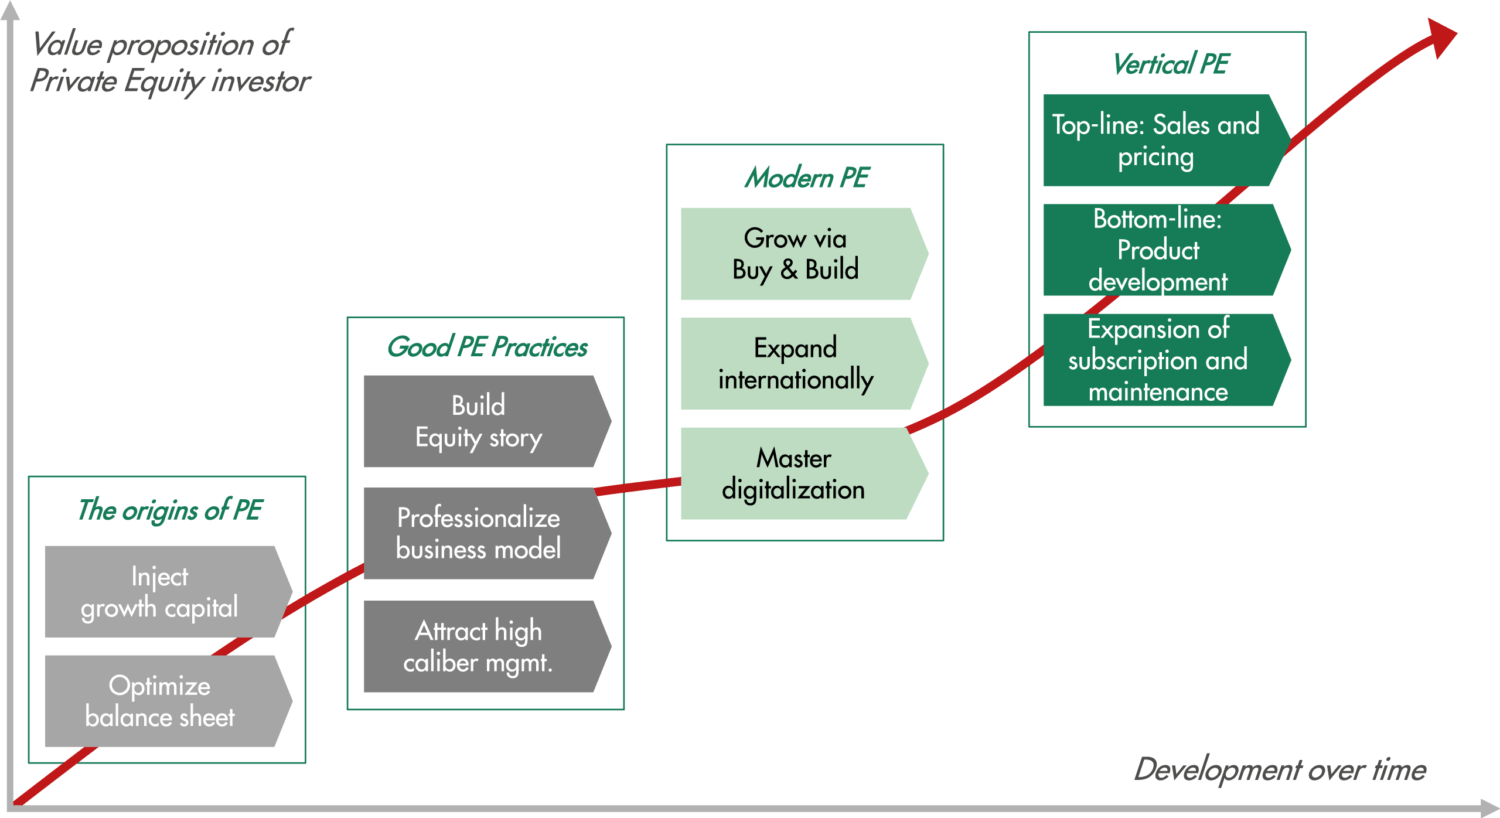 Value proposition of
Private Equity investor
The origins of PE
Inject
growth capital
Optimize
balance sheet
Good PE Practices
Build
Equity story
Professionalize
business model
Attract high
caliber mgmt.
Modern PE
Grow via
Buy & Build
Expand
internationally
Master
digitalization
Vertical PE
Top-line: Sales and
pricing
Bottom-line:
Product
development
Expansion of
subscription and
maintenance
Development over time